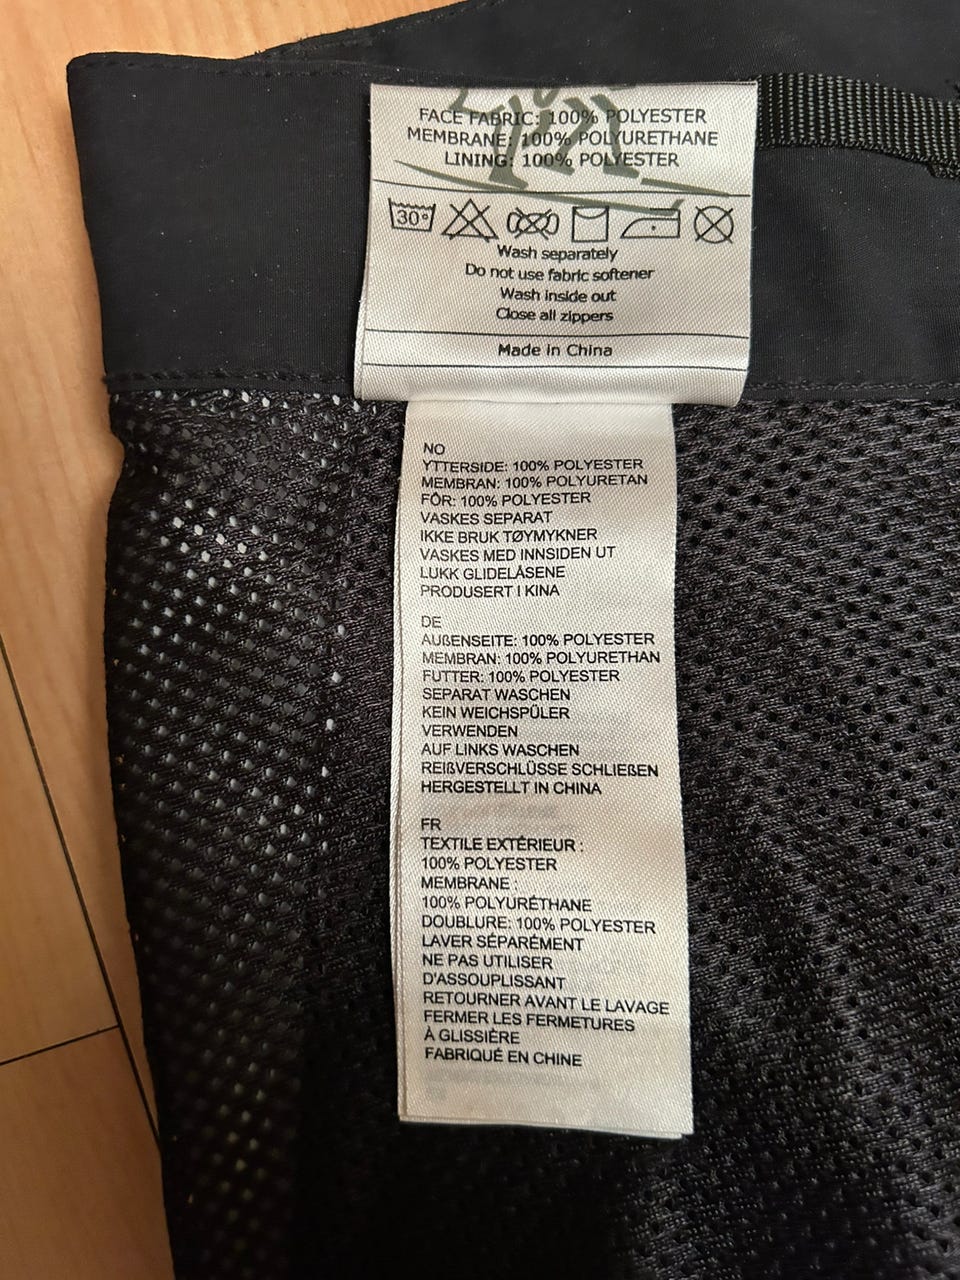 FACE FABRIC: 100% POLYESTER
MEMBRANE: 100% POLYURETHANE
LINING: 100% POLYESTER
30°
Wash separately
Do not use fabric softener
Wash inside out
Close all zippers
Made in China
NO
YTTERSIDE: 100% POLYESTER
MEMBRAN: 100% POLYURETAN
FÔR: 100% POLYESTER
VASKES SEPARAT
IKKE BRUK TØYMYKNER
VASKES MED INNSIDEN UT
LUKK GLIDELÅSENE
PRODUSERT I KINA
DE
AUßENSEITE: 100% POLYESTER
MEMBRAN: 100% POLYURETHAN
FUTTER: 100% POLYESTER
SEPARAT WASCHEN
KEIN WEICHSPÜLER
VERWENDEN
AUF LINKS WASCHEN
REIßVERSCHLÜSSE SCHLIEßEN
HERGESTELLT IN CHINA
FR
TEXTILE EXTÉRIEUR :
100% POLYESTER
MEMBRANE :
100% POLYURÉTHANE
DOUBLURE: 100% POLYESTER
LAVER SÉPARÉMENT
NE PAS UTILISER
D'ASSOUPLISSANT
RETOURNER AVANT LE LAVAGE
FERMER LES FERMETURES
À GLISSIÈRE
FABRIQUÉ EN CHINE